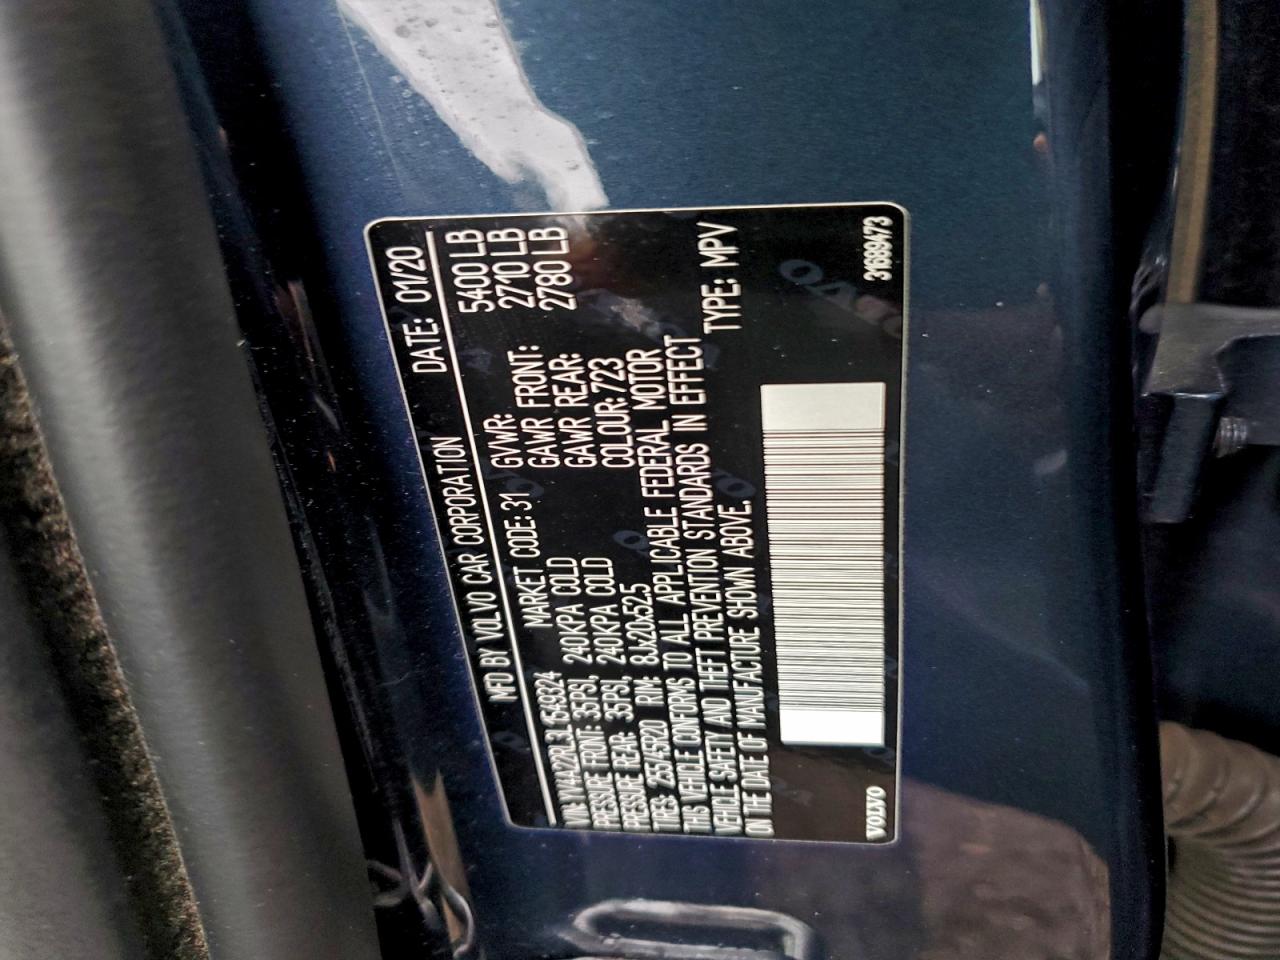 MFD BY VOLVO CAR CORPORATION DATE: 01/20
VIN: YV4A22RL3L1549324 MARKET CODE: 31 GVWR: 5400 LB
PRESSURE FRONT: 35PSI, 240KPA COLD GAWR FRONT: 2710 LB
PRESSURE REAR: 35PSI, 240KPA COLD GAWR REAR: 2780 LB
TIRES: 255/45R20 RIM: 8Jx20x52.5 COLOUR: 723
THIS VEHICLE CONFORMS TO ALL APPLICABLE FEDERAL MOTOR
VEHICLE SAFETY AND THEFT PREVENTION STANDARDS IN EFFECT
ON THE DATE OF MANUFACTURE SHOWN ABOVE. TYPE: MPV
VOLVO 31689473